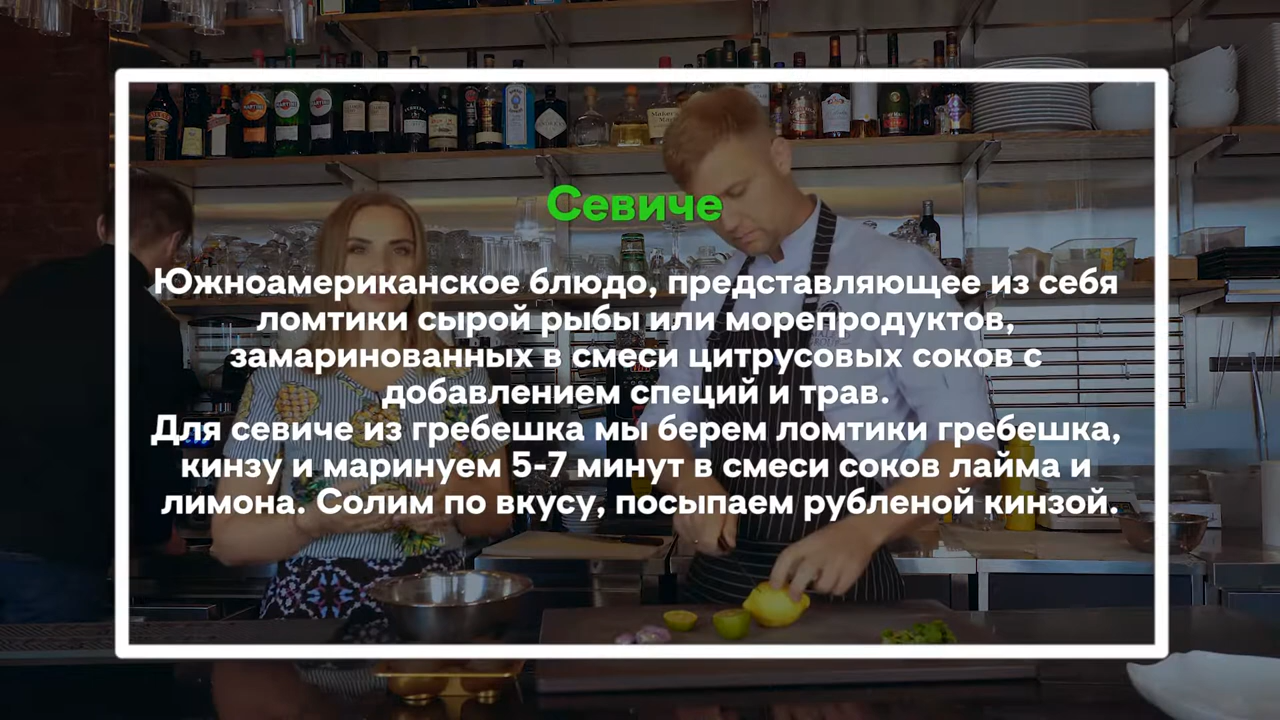 Севиче
Южноамериканское блюдо, представляющее из себя
ломтики сырой рыбы или морепродуктов,
замаринованных в смеси цитрусовых соков с
добавлением специй и трав.
Для севиче из гребешка мы берем ломтики гребешка,
кинзу и маринуем 5-7 минут в смеси соков лайма и
лимона. Солим по вкусу, посыпаем рубленой кинзой.